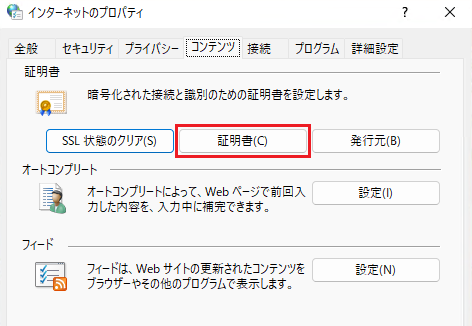 インターネットのプロパティ
?
全般 セキュリティ プライバシー コンテンツ 接続 プログラム 詳細設定
証明書
暗号化された接続と識別のための証明書を設定します。
SSL 状態のクリア(S) 証明書(C) 発行元(B)
オートコンプリート
オートコンプリートによって、Web ページで前回入
力した内容を、入力中に補完できます。
設定(I)
フィード
フィードは、Web サイトの更新されたコンテンツを
ブラウザーやその他のプログラムで表示します。
設定(N)